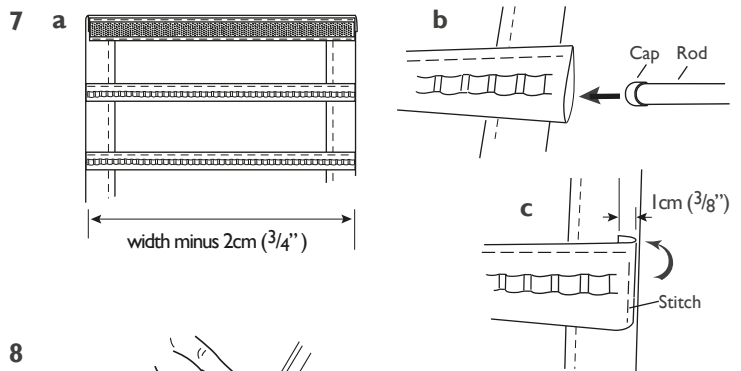 7
a
width minus 2cm (3/4”)
b
Cap Rod
c
1cm (3/8”)
Stitch
8